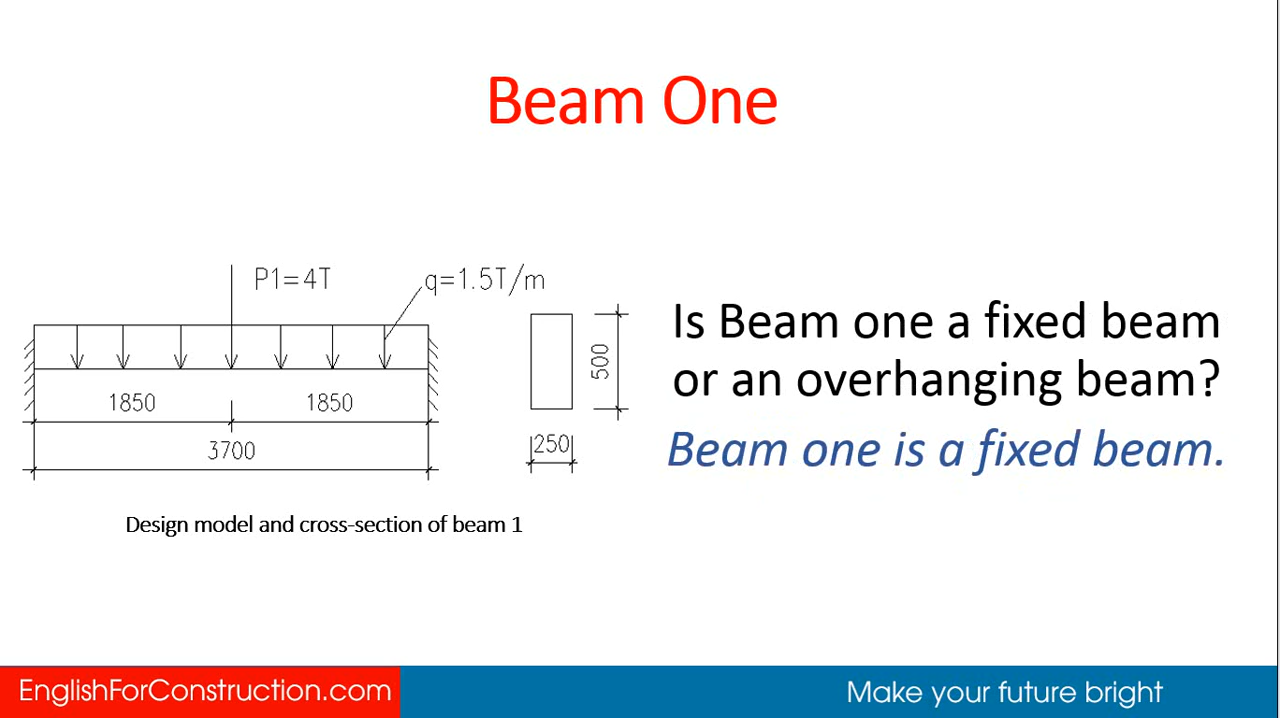 Beam One
P1=4T
q=1.5T/m
1850
1850
3700
500
250
Design model and cross-section of beam 1
Is Beam one a fixed beam
or an overhanging beam?
Beam one is a fixed beam.
EnglishForConstruction.com
Make your future bright